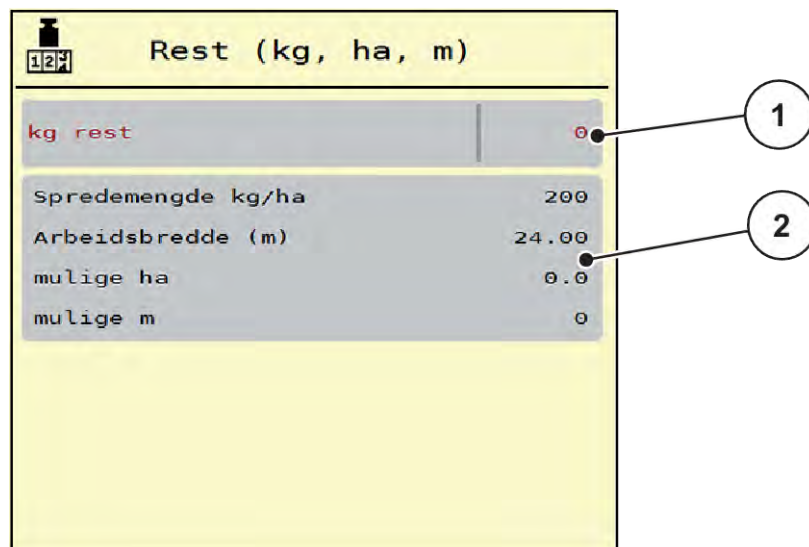 123
Rest (kg, ha, m)
kg rest 0
1
Spredemengde kg/ha 200
Arbeidsbredde (m) 24.00
2
mulige ha 0.0
mulige m 0